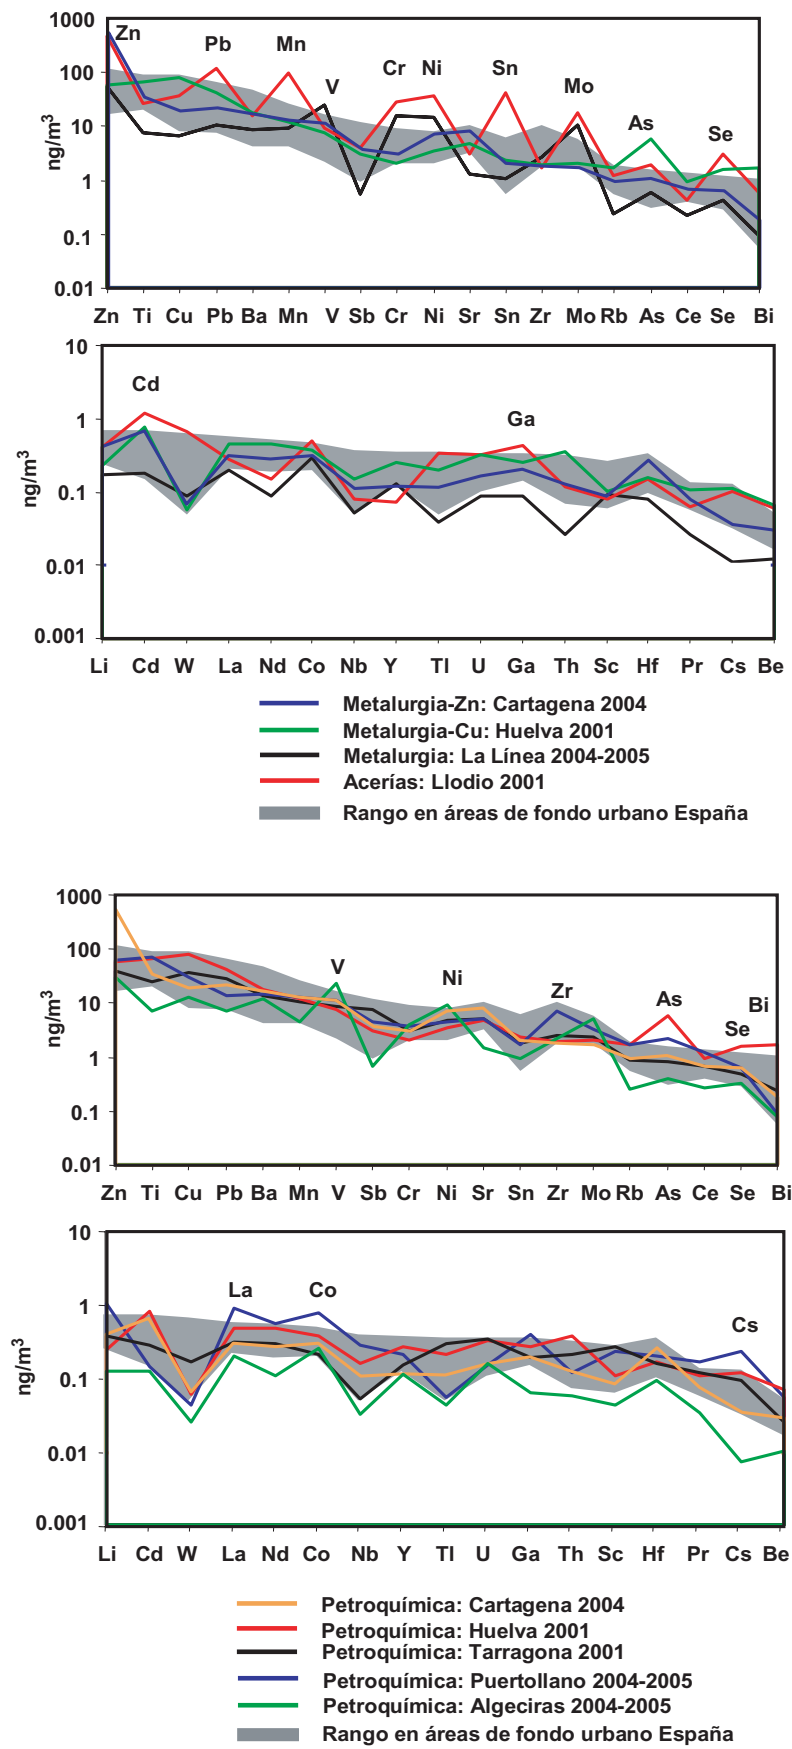 1000
100
10
1
0.1
0.01
ng/m³
Zn
Pb
Mn
V
Cr
Ni
Sn
Mo
As
Se
Zn Ti Cu Pb Ba Mn V Sb Cr Ni Sr Sn Zr Mo Rb As Ce Se Bi
10
1
0.1
0.01
0.001
ng/m³
Cd
Ga
Li Cd W La Nd Co Nb Y Tl U Ga Th Sc Hf Pr Cs Be
Metalurgia-Zn: Cartagena 2004
Metalurgia-Cu: Huelva 2001
Metalurgia: La Línea 2004-2005
Acerías: Llodio 2001
Rango en áreas de fondo urbano España
1000
100
10
1
0.1
0.01
ng/m³
V
Ni
Zr
As
Se
Bi
Zn Ti Cu Pb Ba Mn V Sb Cr Ni Sr Sn Zr Mo Rb As Ce Se Bi
10
1
0.1
0.01
0.001
ng/m³
La
Co
Cs
Li Cd W La Nd Co Nb Y Tl U Ga Th Sc Hf Pr Cs Be
Petroquímica: Cartagena 2004
Petroquímica: Huelva 2001
Petroquímica: Tarragona 2001
Petroquímica: Puertollano 2004-2005
Petroquímica: Algeciras 2004-2005
Rango en áreas de fondo urbano España